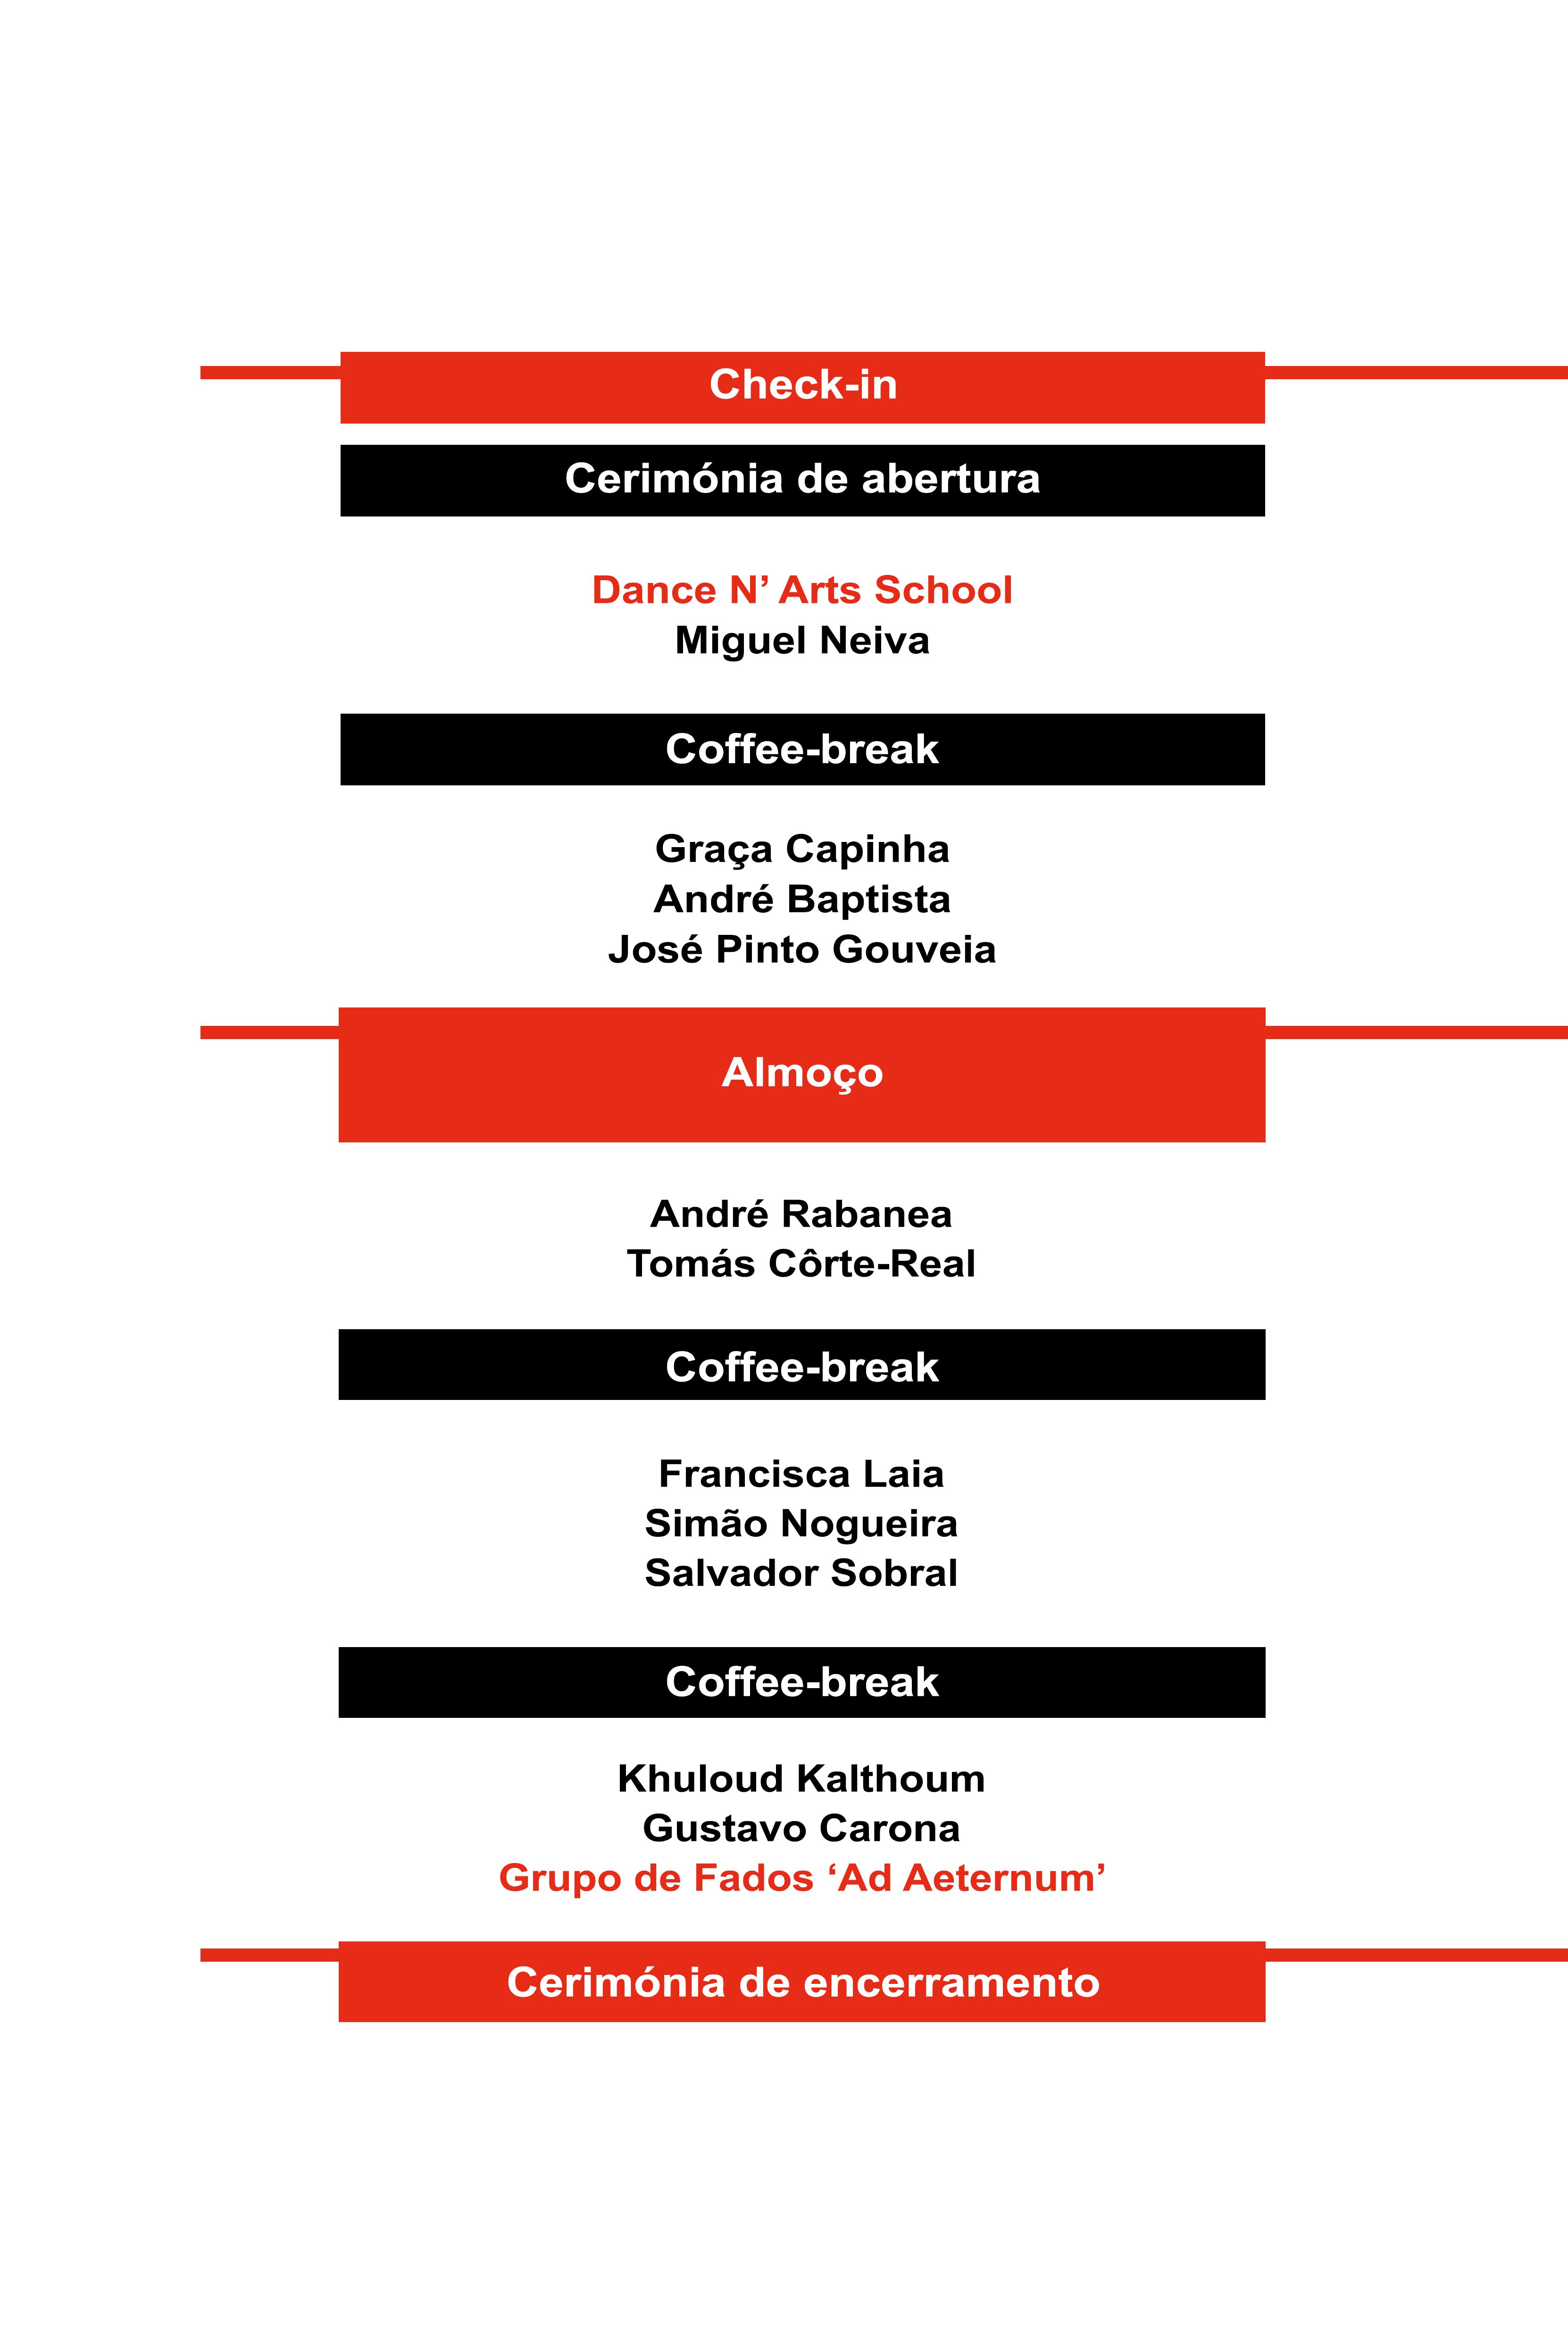 Check-in
Cerimónia de abertura
Dance N’ Arts School
Miguel Neiva
Coffee-break
Graça Capinha
André Baptista
José Pinto Gouveia
Almoço
André Rabanea
Tomás Côrte-Real
Coffee-break
Francisca Laia
Simão Nogueira
Salvador Sobral
Coffee-break
Khuloud Kalthoum
Gustavo Carona
Grupo de Fados ‘Ad Aeternum’
Cerimónia de encerramento